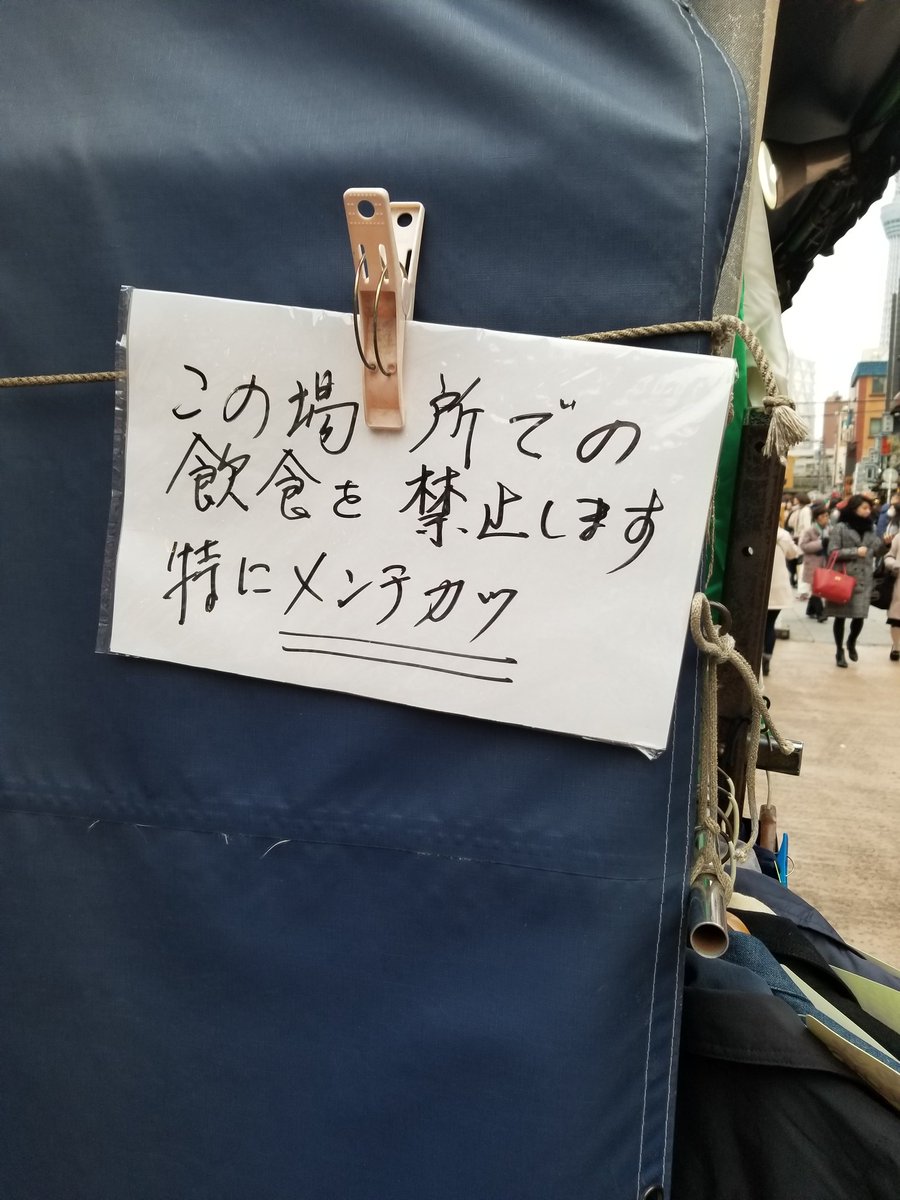 この場所での
飲食を禁止します
特にメンチカツ